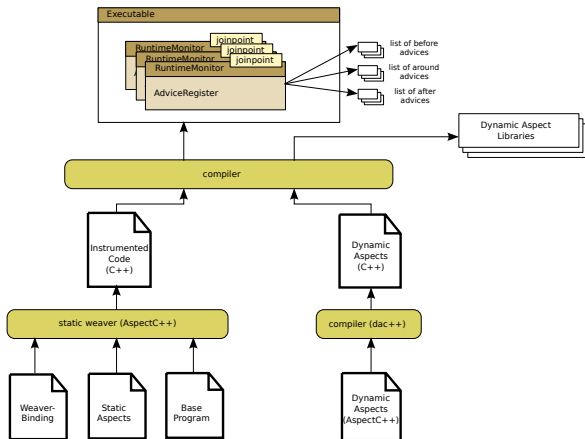 Executable
joinpoint
RuntimeMonitor
joinpoint
RuntimeMonitor
joinpoint
RuntimeMonitor
A
AdviceRegister
list of before
advices
list of around
advices
list of after
advices
Dynamic Aspect
Libraries
compiler
Instrumented
Code
(C++)
Dynamic
Aspects
(C++)
static weaver (AspectC++)
compiler (dac++)
Weaver-
Binding
Static
Aspects
Base
Program
Dynamic
Aspects
(AspectC++)